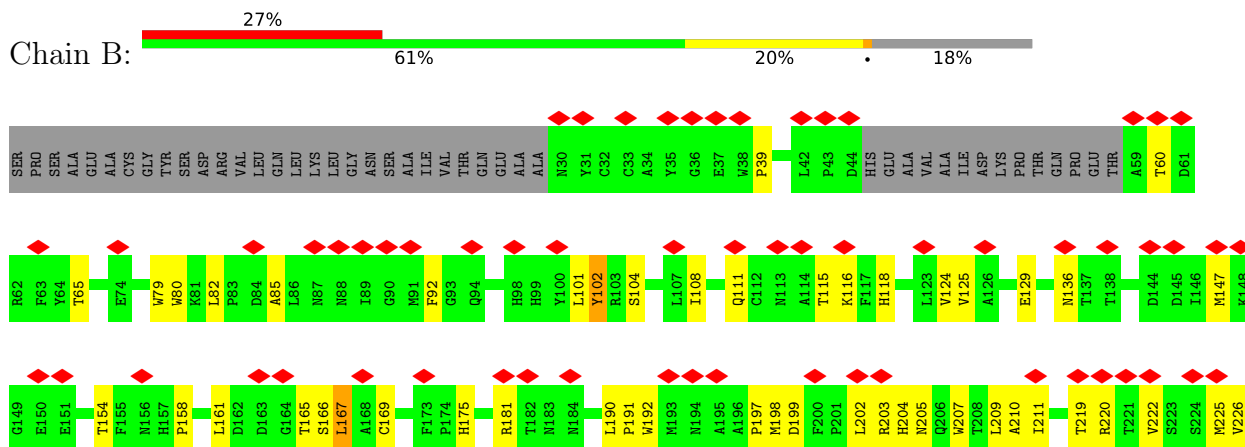 27%
Chain B:
61% 20% • 18%
SER PRO SER ALA GLU ALA CYS GLY TYR SER ASP ARG VAL LEU GLN LEU LYS LEU GLY ASN SER ALA ILE VAL THR GLN GLU ALA ALA N30 Y31 C32 C33 A34 Y35 G36 E37 W38 P39 L42 P43 D44 HIS GLU ALA VAL ALA ILE ASP LYS PRO THR GLN PRO GLU THR A59 T60 D61
R62 F63 Y64 T65 E74 W79 W80 K81 L82 P83 D84 A85 L86 N87 N88 I89 G90 M91 F92 G93 Q94 H98 H99 Y100 L101 Y102 R103 S104 L107 I108 Q111 C112 N113 A114 T115 K116 F117 H118 L123 V124 V125 A126 E129 N136 T137 T138 D144 D145 I146 M147 K148
G149 E150 E151 T154 F155 N156 H157 P158 L161 D162 D163 G164 T165 S166 L167 A168 C169 F173 P174 H175 R181 T182 N183 N184 L190 P191 W192 M193 N194 A195 A196 P197 M198 D199 F200 P201 L202 R203 H204 N205 Q206 W207 T208 L209 A210 I211 T219 R220 T221 V222 S223 S224 M225 V226